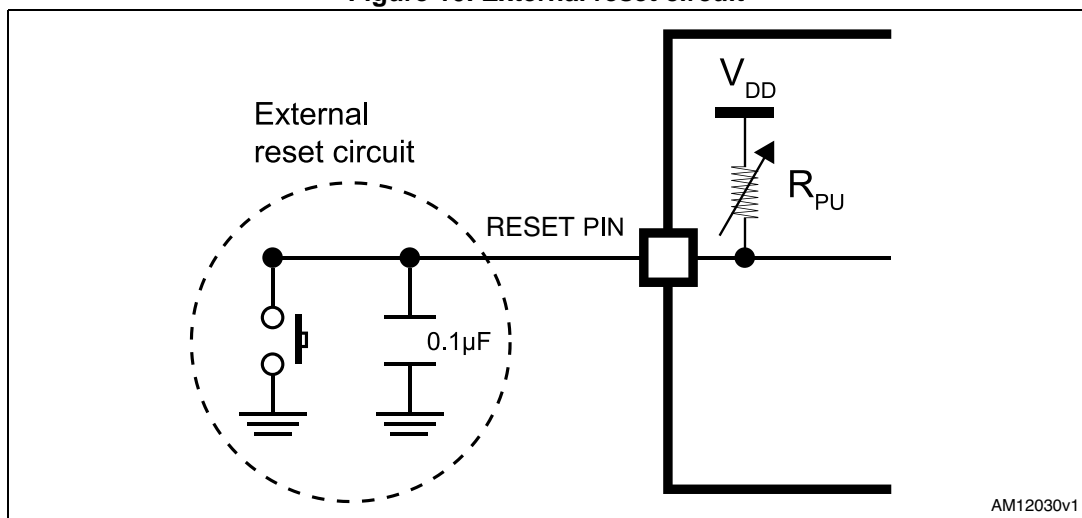 V_DD
External
reset circuit
R_PU
RESET PIN
0.1µF
AM12030v1